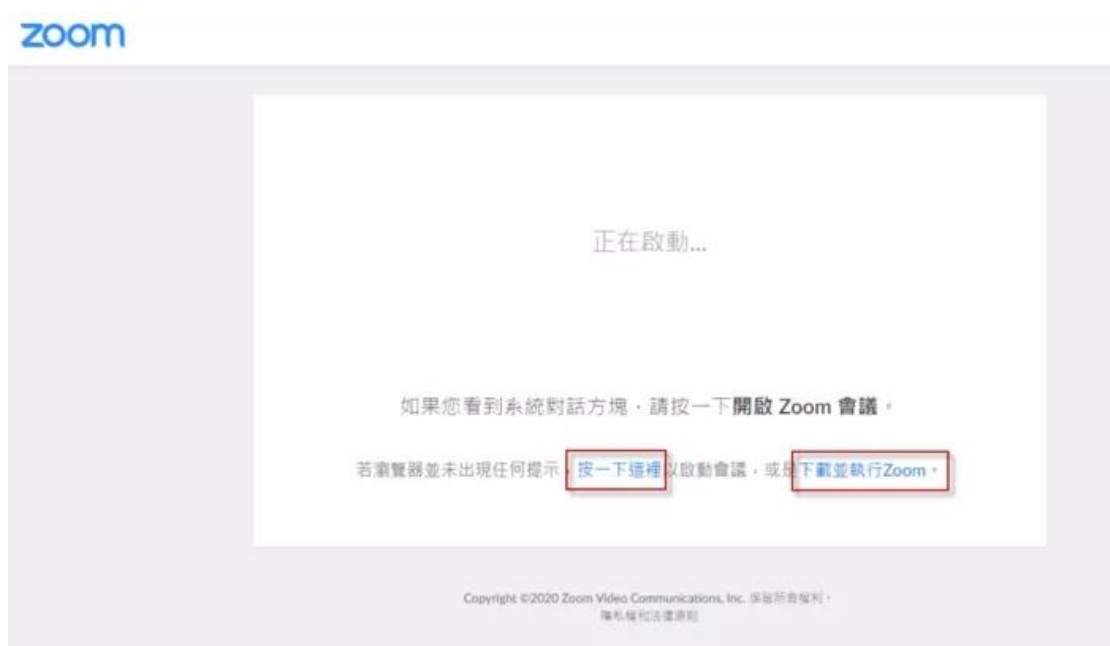 zoom
正在啟動...
如果您看到系統對話方塊，請按一下開啟 Zoom 會議。
若瀏覽器並未出現任何提示，按一下這裡以啟動會議，或是下載並執行Zoom。
Copyright ©2020 Zoom Video Communications, Inc. 保留所有權利。
隱私權和法律原則